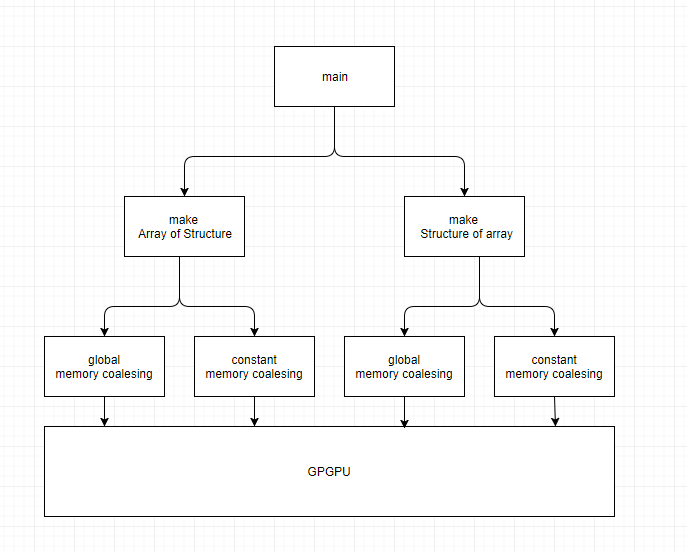 main
make
Array of Structure
make
Structure of array
global
memory coalesing
constant
memory coalesing
global
memory coalesing
constant
memory coalesing
GPGPU